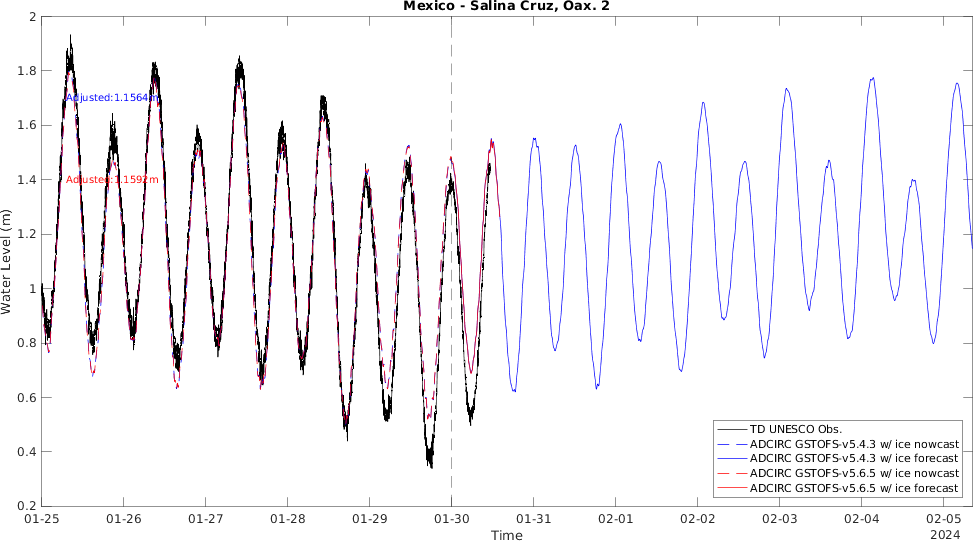 Mexico - Salina Cruz, Oax. 2
2
1.8
1.6
1.4
1.2
1
0.8
0.6
0.4
0.2
Water Level (m)
Adjusted:1.1564m
Adjusted:1.1592m
TD UNESCO Obs.
ADCIRC GSTOFS-v5.4.3 w/ ice nowcast
ADCIRC GSTOFS-v5.4.3 w/ ice forecast
ADCIRC GSTOFS-v5.6.5 w/ ice nowcast
ADCIRC GSTOFS-v5.6.5 w/ ice forecast
01-25 01-26 01-27 01-28 01-29 01-30 01-31 02-01 02-02 02-03 02-04 02-05
Time
2024